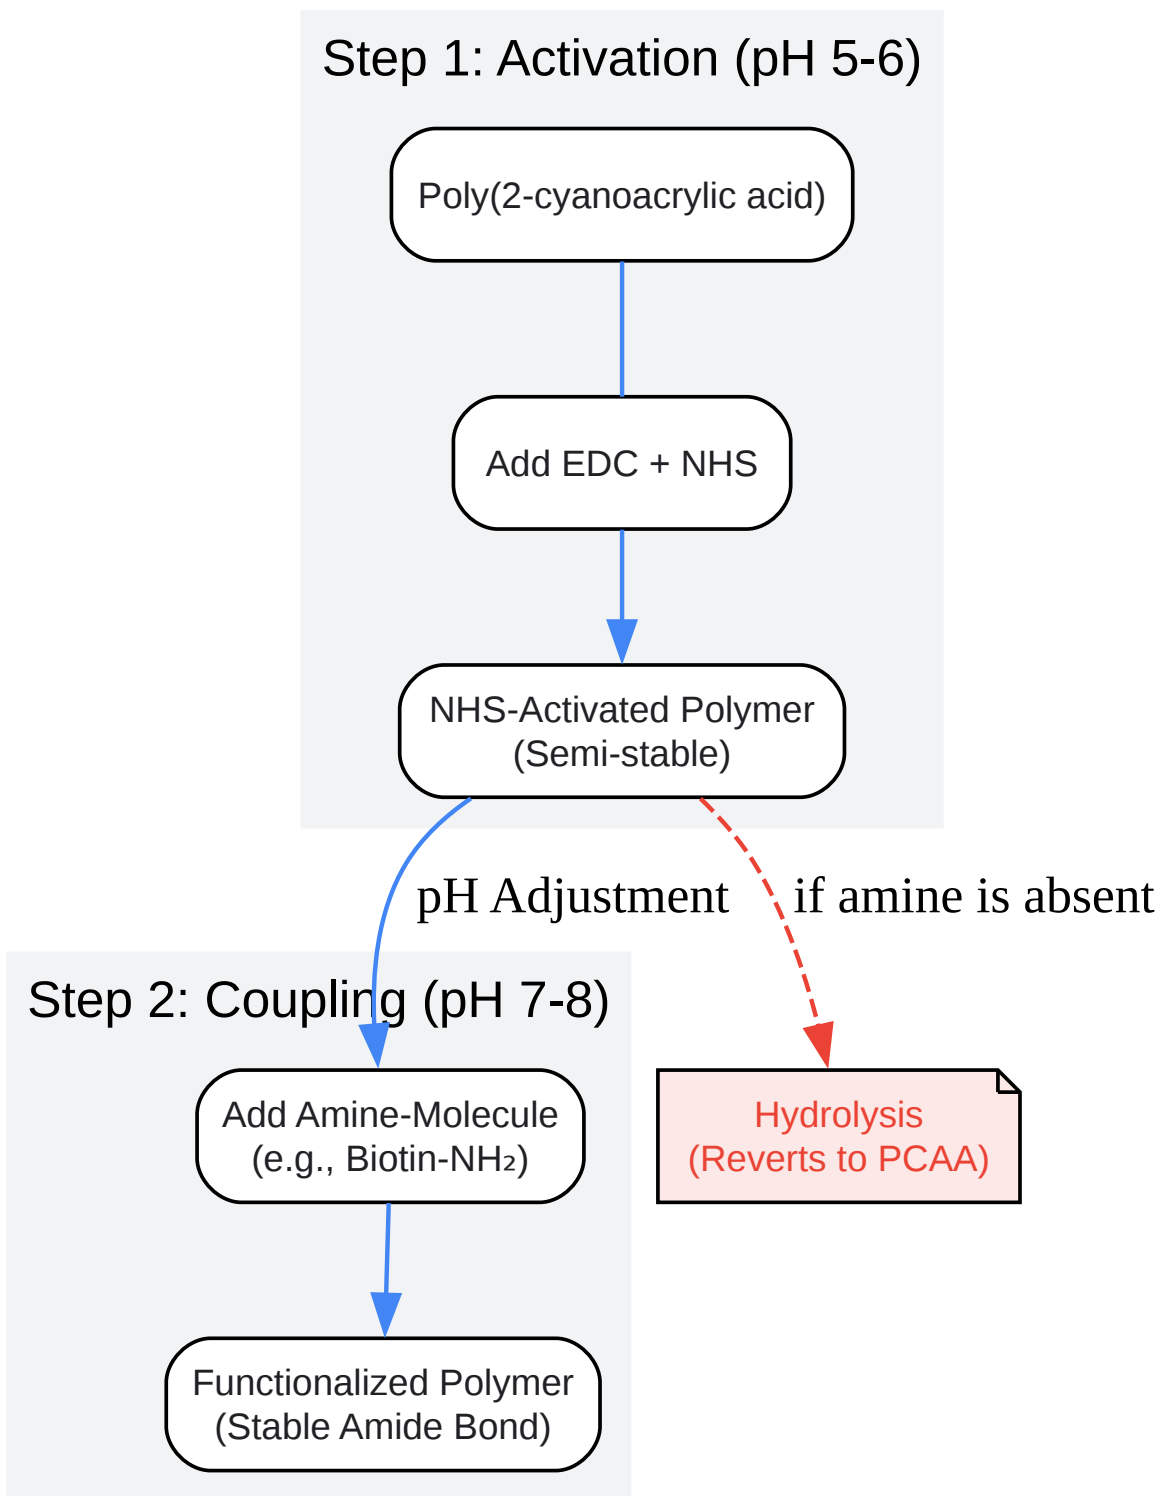 Step 1: Activation (pH 5-6)
Poly(2-cyanoacrylic acid)
Add EDC + NHS
NHS-Activated Polymer
(Semi-stable)
pH Adjustment
if amine is absent
Step 2: Coupling (pH 7-8)
Add Amine-Molecule
(e.g., Biotin-NH₂)
Hydrolysis
(Reverts to PCAA)
Functionalized Polymer
(Stable Amide Bond)